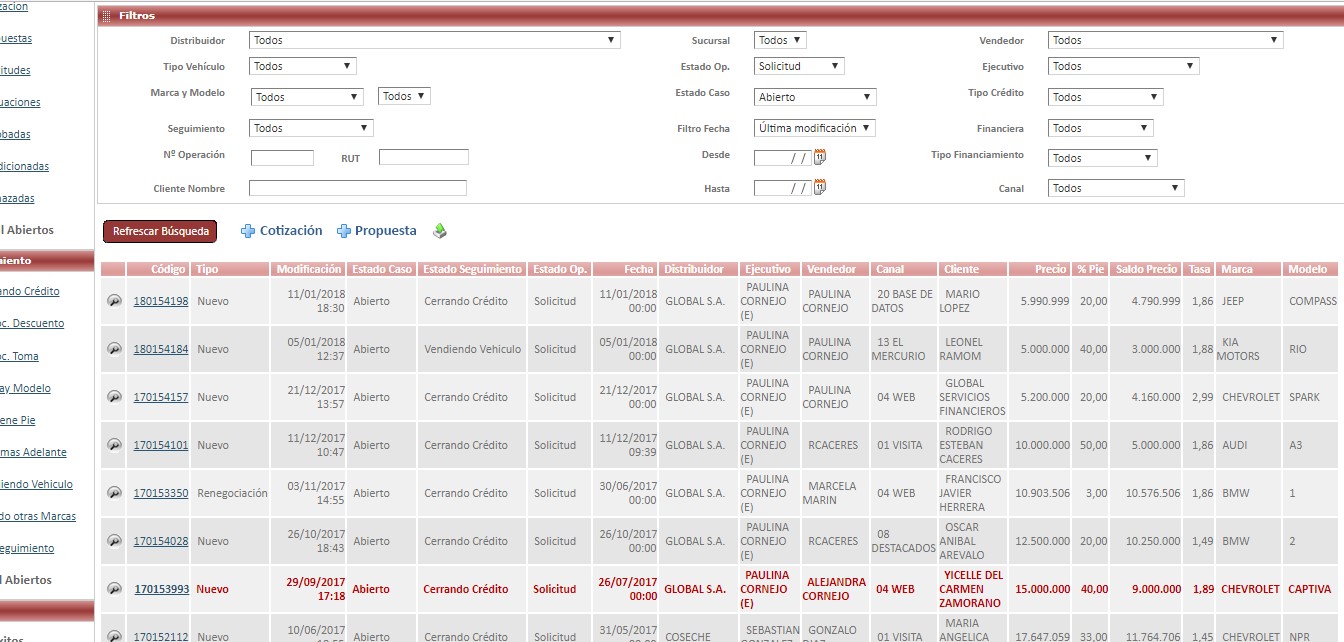 zacion
uestas
itudes
uaciones
obadas
dicionadas
nazadas
l Abiertos
niento
ando Crédito
oc. Descuento
oc. Toma
ay Modelo
ene Pie
mas Adelante
iendo Vehiculo
do otras Marcas
eguimiento
l Abiertos
Filtros
Distribuidor Todos Sucursal Todos Vendedor Todos
Tipo Vehículo Todos Estado Op. Solicitud Ejecutivo Todos
Marca y Modelo Todos Todos Estado Caso Abierto Tipo Crédito Todos
Seguimiento Todos Filtro Fecha Última modificación Financiera Todos
Nº Operación RUT Desde / / Tipo Financiamiento Todos
Cliente Nombre Hasta / / Canal Todos
Refrescar Búsqueda Cotización Propuesta
Código Tipo Modificación Estado Caso Estado Seguimiento Estado Op. Fecha Distribuidor Ejecutivo Vendedor Canal Cliente Precio % Pie Saldo Precio Tasa Marca Modelo
180154198 Nuevo 11/01/2018 18:30 Abierto Cerrando Crédito Solicitud 11/01/2018 00:00 GLOBAL S.A. PAULINA CORNEJO (E) PAULINA CORNEJO 20 BASE DE DATOS MARIO LOPEZ 5.990.999 20,00 4.790.999 1,86 JEEP COMPASS
180154184 Nuevo 05/01/2018 12:37 Abierto Vendiendo Vehiculo Solicitud 05/01/2018 00:00 GLOBAL S.A. PAULINA CORNEJO (E) PAULINA CORNEJO 13 EL MERCURIO LEONEL RAMOM 5.000.000 40,00 3.000.000 1,88 KIA MOTORS RIO
170154157 Nuevo 21/12/2017 13:57 Abierto Cerrando Crédito Solicitud 21/12/2017 00:00 GLOBAL S.A. PAULINA CORNEJO (E) PAULINA CORNEJO 04 WEB GLOBAL SERVICIOS FINANCIEROS 5.200.000 20,00 4.160.000 2,99 CHEVROLET SPARK
170154101 Nuevo 11/12/2017 10:47 Abierto Cerrando Crédito Solicitud 11/12/2017 09:39 GLOBAL S.A. PAULINA CORNEJO (E) RCACERES 01 VISITA RODRIGO ESTEBAN CACERES 10.000.000 50,00 5.000.000 1,86 AUDI A3
170153350 Renegociación 03/11/2017 14:55 Abierto Cerrando Crédito Solicitud 30/06/2017 00:00 GLOBAL S.A. PAULINA CORNEJO (E) MARCELA MARIN 04 WEB FRANCISCO JAVIER HERRERA 10.903.506 3,00 10.576.506 1,86 BMW 1
170154028 Nuevo 26/10/2017 18:43 Abierto Cerrando Crédito Solicitud 26/10/2017 00:00 GLOBAL S.A. PAULINA CORNEJO (E) RCACERES 08 DESTACADOS OSCAR ANIBAL AREVALO 12.500.000 20,00 10.250.000 1,49 BMW 2
170153993 Nuevo 29/09/2017 17:18 Abierto Cerrando Crédito Solicitud 26/07/2017 00:00 GLOBAL S.A. PAULINA CORNEJO (E) ALEJANDRA CORNEJO 04 WEB YICELLE DEL CARMEN ZAMORANO 15.000.000 40,00 9.000.000 1,89 CHEVROLET CAPTIVA
170152112 Nuevo 10/06/2017 Abierto Cerrando Crédito Solicitud 31/05/2017 COSECHE SEBASTIAN GONZALO 01 VISITA MARIA ANGELICA 17.647.059 33,00 11.764.706 1,45 CHEVROLET NPR